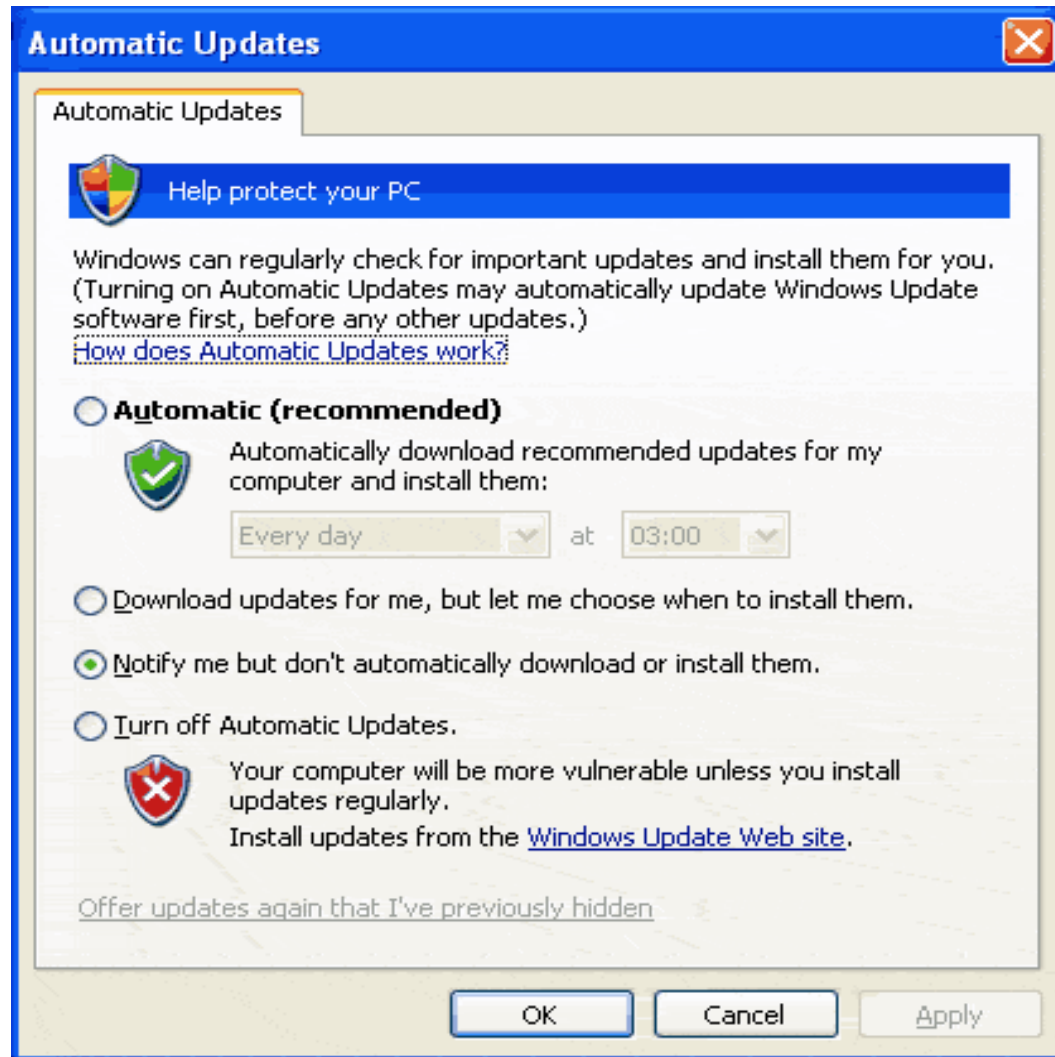 Automatic Updates
Automatic Updates
Help protect your PC
Windows can regularly check for important updates and install them for you.
(Turning on Automatic Updates may automatically update Windows Update
software first, before any other updates.)
How does Automatic Updates work?
Automatic (recommended)
Automatically download recommended updates for my
computer and install them:
Every day at 03:00
Download updates for me, but let me choose when to install them.
Notify me but don't automatically download or install them.
Turn off Automatic Updates.
Your computer will be more vulnerable unless you install
updates regularly.
Install updates from the Windows Update Web site.
Offer updates again that I've previously hidden
OK Cancel Apply